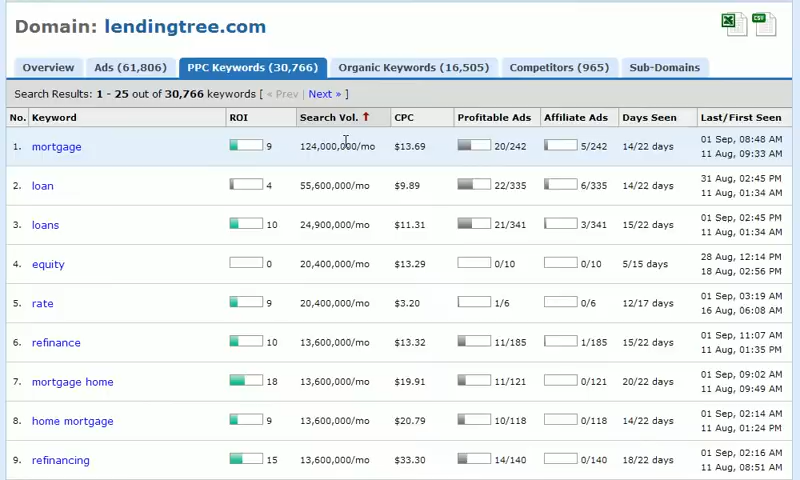 Domain: lendingtree.com
CSV
Overview Ads (61,806) PPC Keywords (30,766) Organic Keywords (16,505) Competitors (965) Sub-Domains
Search Results: 1 - 25 out of 30,766 keywords [ « Prev | Next » ]
No. Keyword ROI Search Vol. ↑ CPC Profitable Ads Affiliate Ads Days Seen Last/First Seen
1. mortgage 9 124,000,000/mo $13.69 20/242 5/242 14/22 days 01 Sep, 08:48 AM
11 Aug, 09:33 AM
2. loan 4 55,600,000/mo $9.89 22/335 6/335 14/22 days 31 Aug, 02:45 PM
11 Aug, 01:34 AM
3. loans 10 24,900,000/mo $11.31 21/341 3/341 15/22 days 01 Sep, 02:45 PM
11 Aug, 01:34 AM
4. equity 0 20,400,000/mo $13.29 0/10 0/10 5/15 days 28 Aug, 12:14 PM
18 Aug, 02:56 PM
5. rate 9 20,400,000/mo $3.20 1/6 0/6 12/17 days 01 Sep, 03:19 AM
16 Aug, 06:08 AM
6. refinance 10 13,600,000/mo $13.32 11/185 1/185 15/22 days 01 Sep, 11:07 AM
11 Aug, 01:35 PM
7. mortgage home 18 13,600,000/mo $19.91 11/121 0/121 20/22 days 01 Sep, 09:02 AM
11 Aug, 09:49 AM
8. home mortgage 9 13,600,000/mo $20.79 10/118 0/118 14/22 days 01 Sep, 02:14 AM
11 Aug, 01:24 PM
9. refinancing 15 13,600,000/mo $33.30 14/140 0/140 18/22 days 01 Sep, 02:16 AM
11 Aug, 08:51 AM